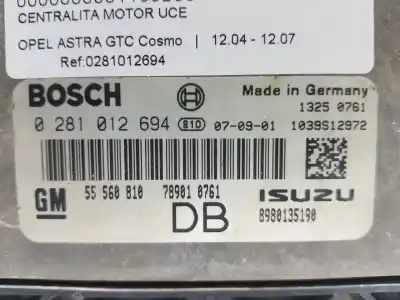 CENTRALITA MOTOR UCE
OPEL ASTRA GTC Cosmo | 12.04 - 12.07
Ref:0281012694
BOSCH
Made in Germany
1325 0761
0 281 012 694 810 07-09-01 1039S12972
GM 55 560 810 78901 0761 ISUZU
DB 8980135190